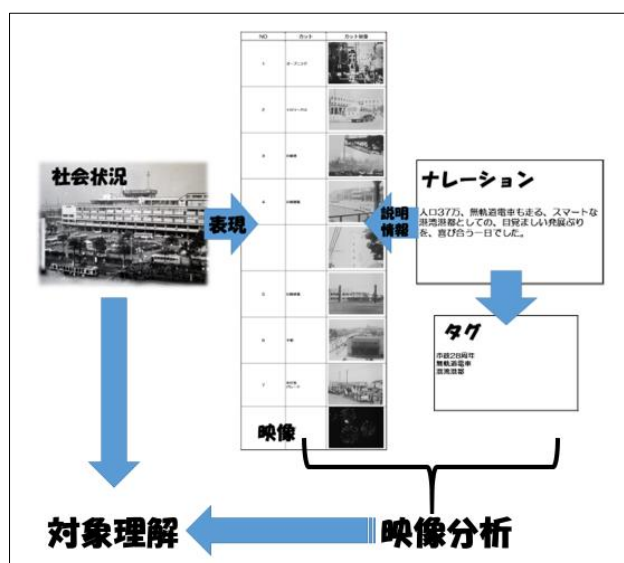 NO
カット
カット映像
1
2
3
4
5
6
7
映像
社会状況
表現
説明
情報
ナレーション
人口37万、無軌道電車も走る、スマートな
港湾港都としての、目覚ましい発展ぶり
を、喜び合う一日でした。
タグ
市政28周年
無軌道電車
港湾港都
対象理解
映像分析